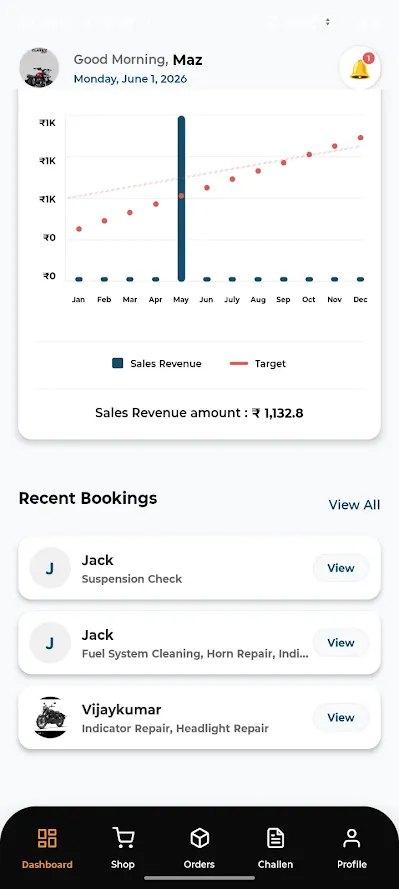 Good Morning, Maz
Monday, June 1, 2026
1
₹1K
₹1K
₹1K
₹0
₹0
Jan Feb Mar Apr May Jun July Aug Sep Oct Nov Dec
Sales Revenue Target
Sales Revenue amount : ₹ 1,132.8
Recent Bookings
View All
J
Jack
Suspension Check
View
J
Jack
Fuel System Cleaning, Horn Repair, Indi...
View
Vijaykumar
Indicator Repair, Headlight Repair
View
Dashboard Shop Orders Challen Profile